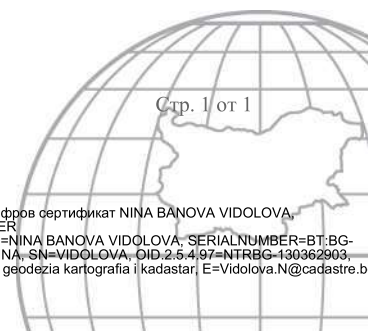 Стр. 1 от 1
фров сертификат NINA BANOVA VIDOLOVA,
ER
=NINA BANOVA VIDOLOVA, SERIALNUMBER=BT:BG-
NA, SN=VIDOLOVA, OID.2.5.4.97=NTRBG-130362903,
geodezia kartografia i kadastar, E=Vidolova.N@cadastre.b